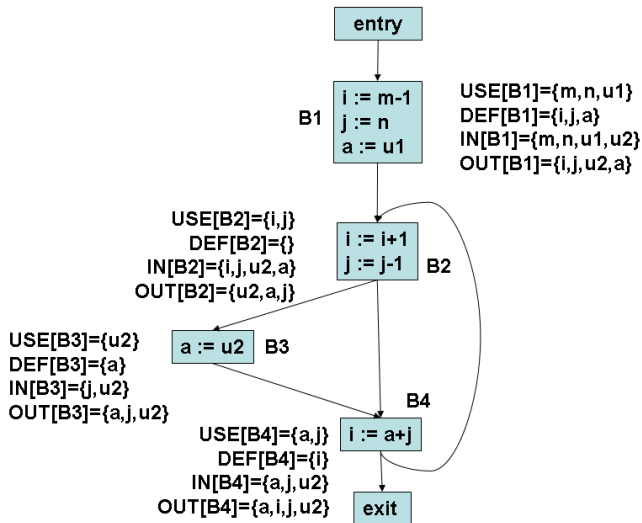 entry
i := m-1
j := n
a := u1
B1
USE[B1]={m,n,u1}
DEF[B1]={i,j,a}
IN[B1]={m,n,u1,u2}
OUT[B1]={i,j,u2,a}
USE[B2]={i,j}
DEF[B2]={}
IN[B2]={i,j,u2,a}
OUT[B2]={u2,a,j}
i := i+1
j := j-1
B2
USE[B3]={u2}
DEF[B3]={a}
IN[B3]={j,u2}
OUT[B3]={a,j,u2}
a := u2
B3
B4
USE[B4]={a,j}
DEF[B4]={i}
IN[B4]={a,j,u2}
OUT[B4]={a,i,j,u2}
i := a+j
exit